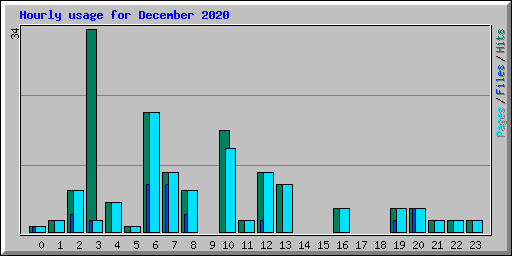 Hourly usage for December 2020
34
Pages/Files/Hits
0 1 2 3 4 5 6 7 8 9 10 11 12 13 14 15 16 17 18 19 20 21 22 23